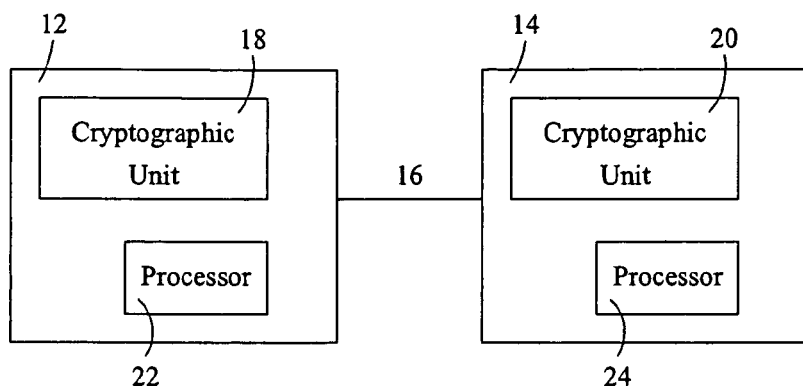 12
18
14
20
Cryptographic
Unit
Cryptographic
Unit
16
Processor
Processor
22
24